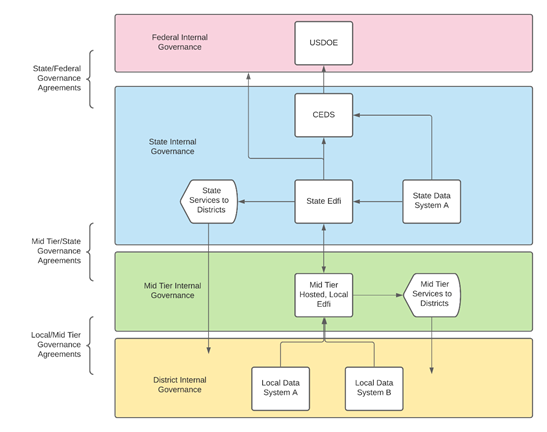 Federal Internal
Governance
USDOE
State/Federal
Governance
Agreements
CEDS
State Internal
Governance
State
Services to
Districts
State Edfi
State Data
System A
Mid Tier/State
Governance
Agreements
Mid Tier Internal
Governance
Mid Tier
Hosted, Local
Edfi
Mid Tier
Services to
Districts
Local/Mid Tier
Governance
Agreements
District Internal
Governance
Local Data
System A
Local Data
System B